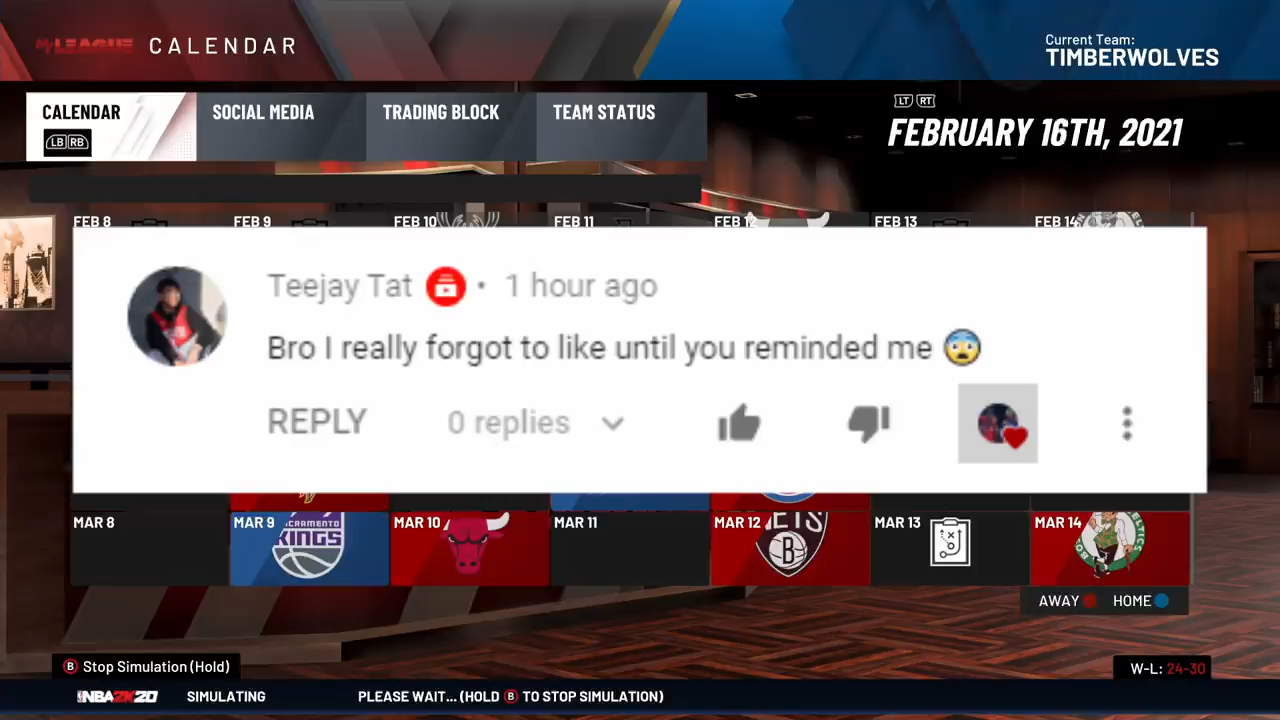 MyLEAGUE CALENDAR
Current Team:
TIMBERWOLVES
CALENDAR
LB RB
SOCIAL MEDIA
TRADING BLOCK
TEAM STATUS
LT RT
FEBRUARY 16TH, 2021
FEB 8 FEB 9 FEB 10 FEB 11 FEB 12 FEB 13 FEB 14
Teejay Tat • 1 hour ago
Bro I really forgot to like until you reminded me 😨
REPLY 0 replies
MAR 8 MAR 9 MAR 10 MAR 11 MAR 12 MAR 13 MAR 14
SACRAMENTO
KINGS
NETS
B
AWAY HOME
B Stop Simulation (Hold)
W-L: 24-30
NBA 2K20 SIMULATING PLEASE WAIT... (HOLD B TO STOP SIMULATION)